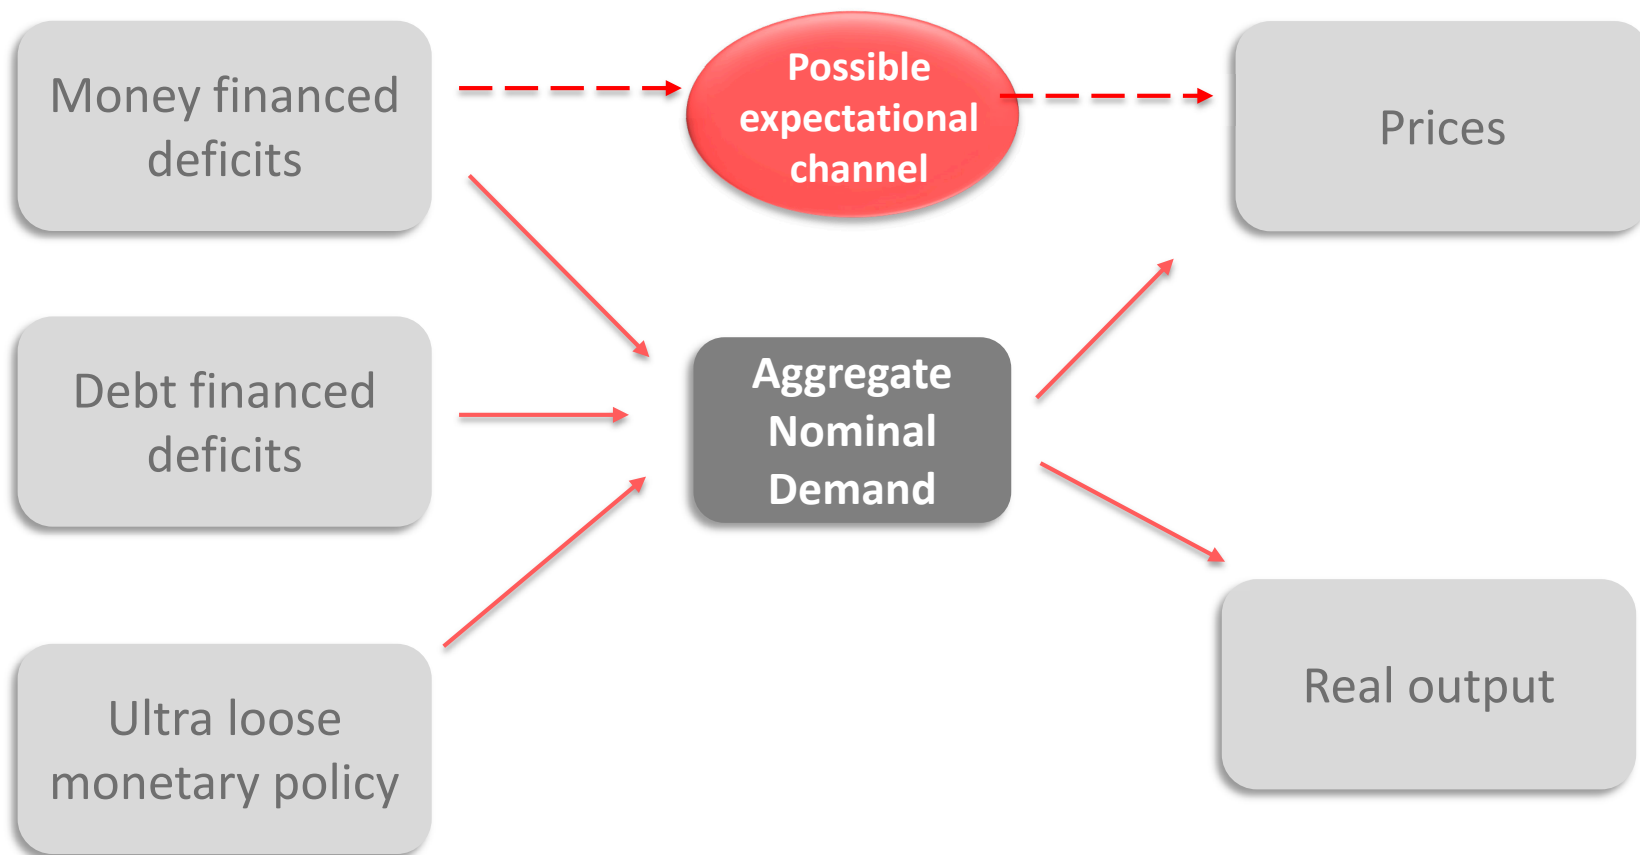 Money financed
deficits
Possible
expectational
channel
Prices
Debt financed
deficits
Aggregate
Nominal
Demand
Ultra loose
monetary policy
Real output